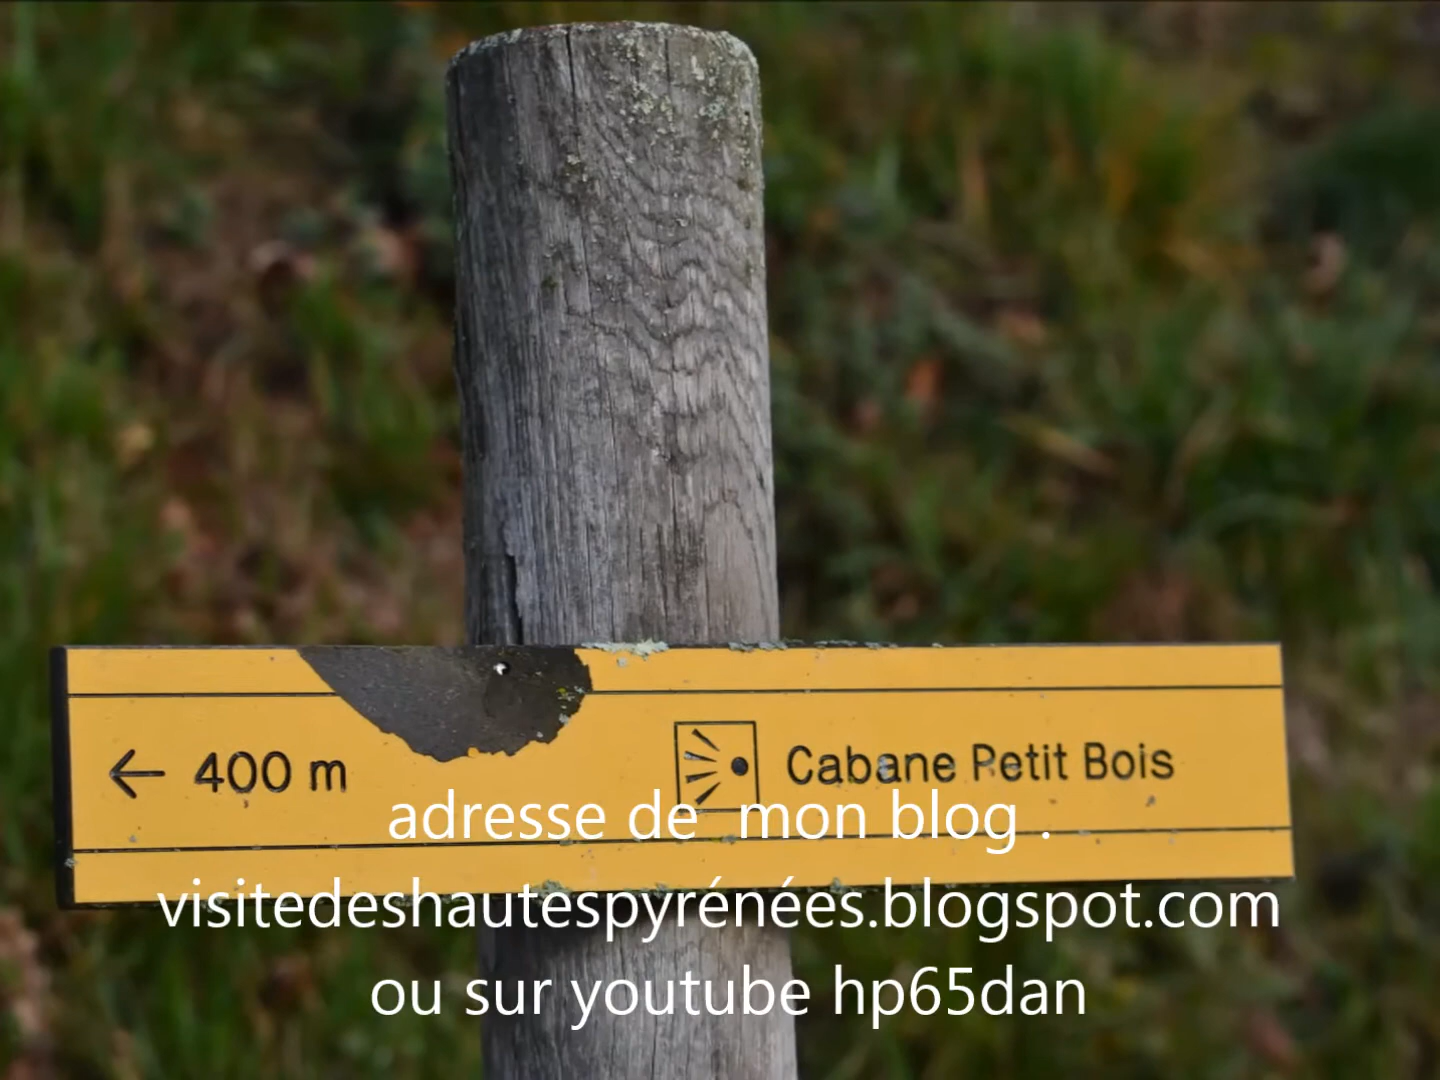 ← 400 m
Cabane Petit Bois
adresse de mon blog .
visitedeshautespyrénées.blogspot.com
ou sur youtube hp65dan